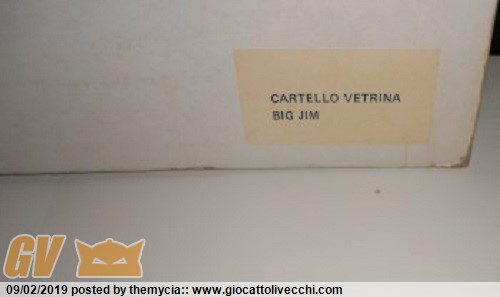 CARTELLO VETRINA
BIG JIM
GV
09/02/2019 posted by themycia:: www.giocattolivecchi.com